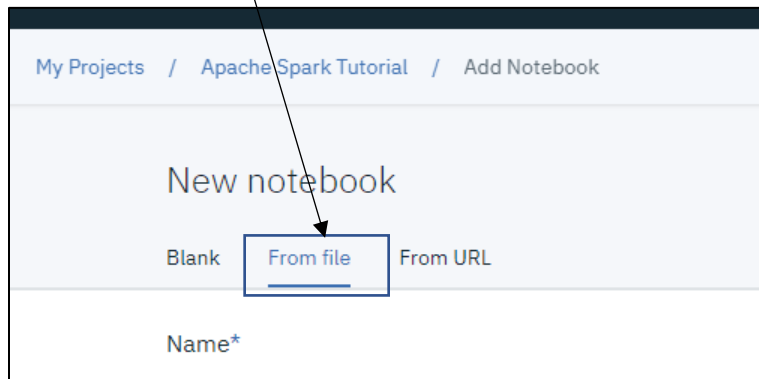 My Projects / Apache Spark Tutorial / Add Notebook
New notebook
Blank From file From URL
Name*